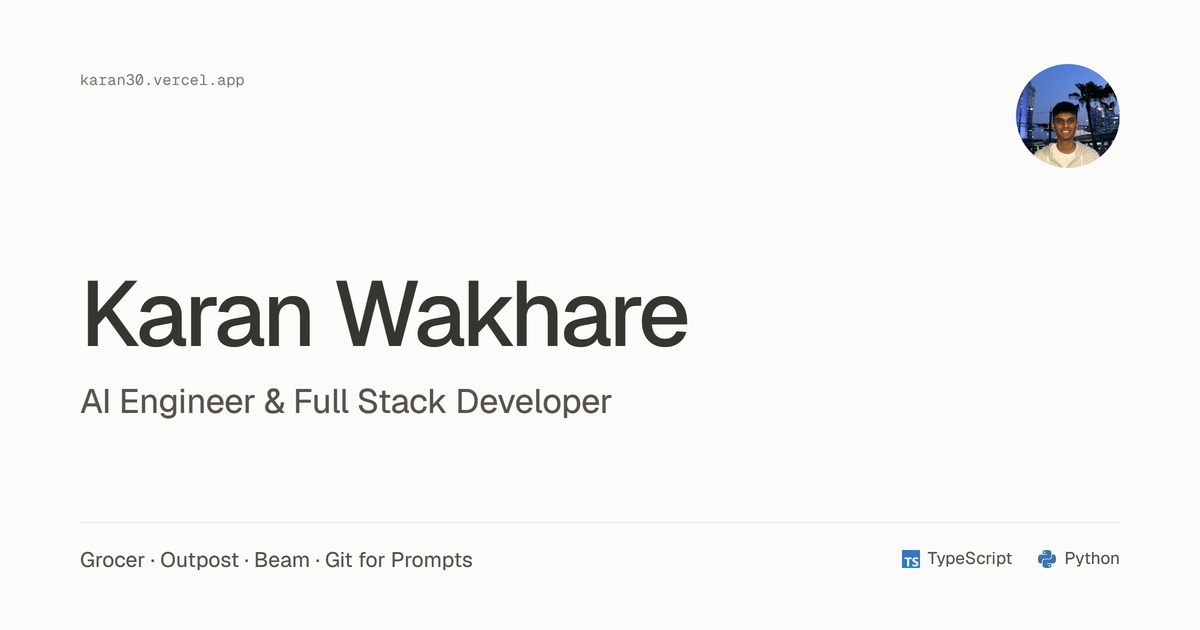 karan30.vercel.app
Karan Wakhare
AI Engineer & Full Stack Developer
Grocer · Outpost · Beam · Git for Prompts
TS TypeScript Python